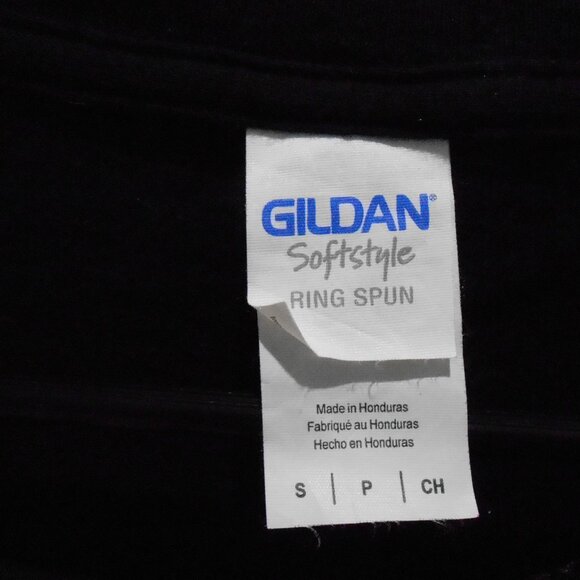 GILDAN®
Softstyle
RING SPUN
Made in Honduras
Fabriqué au Honduras
Hecho en Honduras
S | P | CH